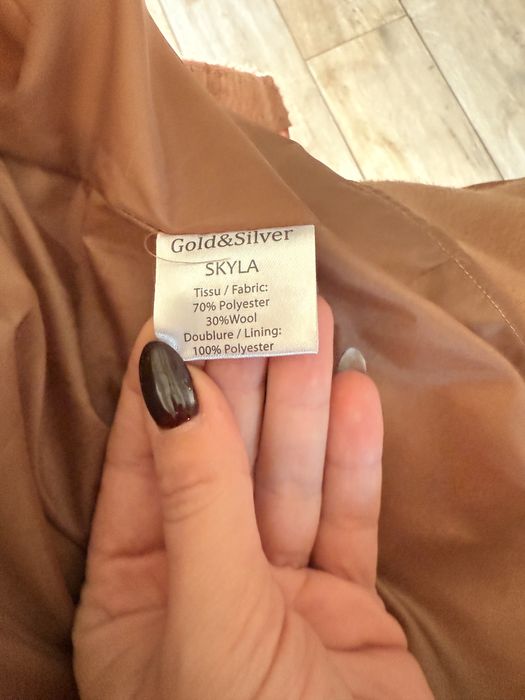 Gold&Silver
SKYLA
Tissu / Fabric:
70% Polyester
30%Wool
Doublure / Lining:
100% Polyester